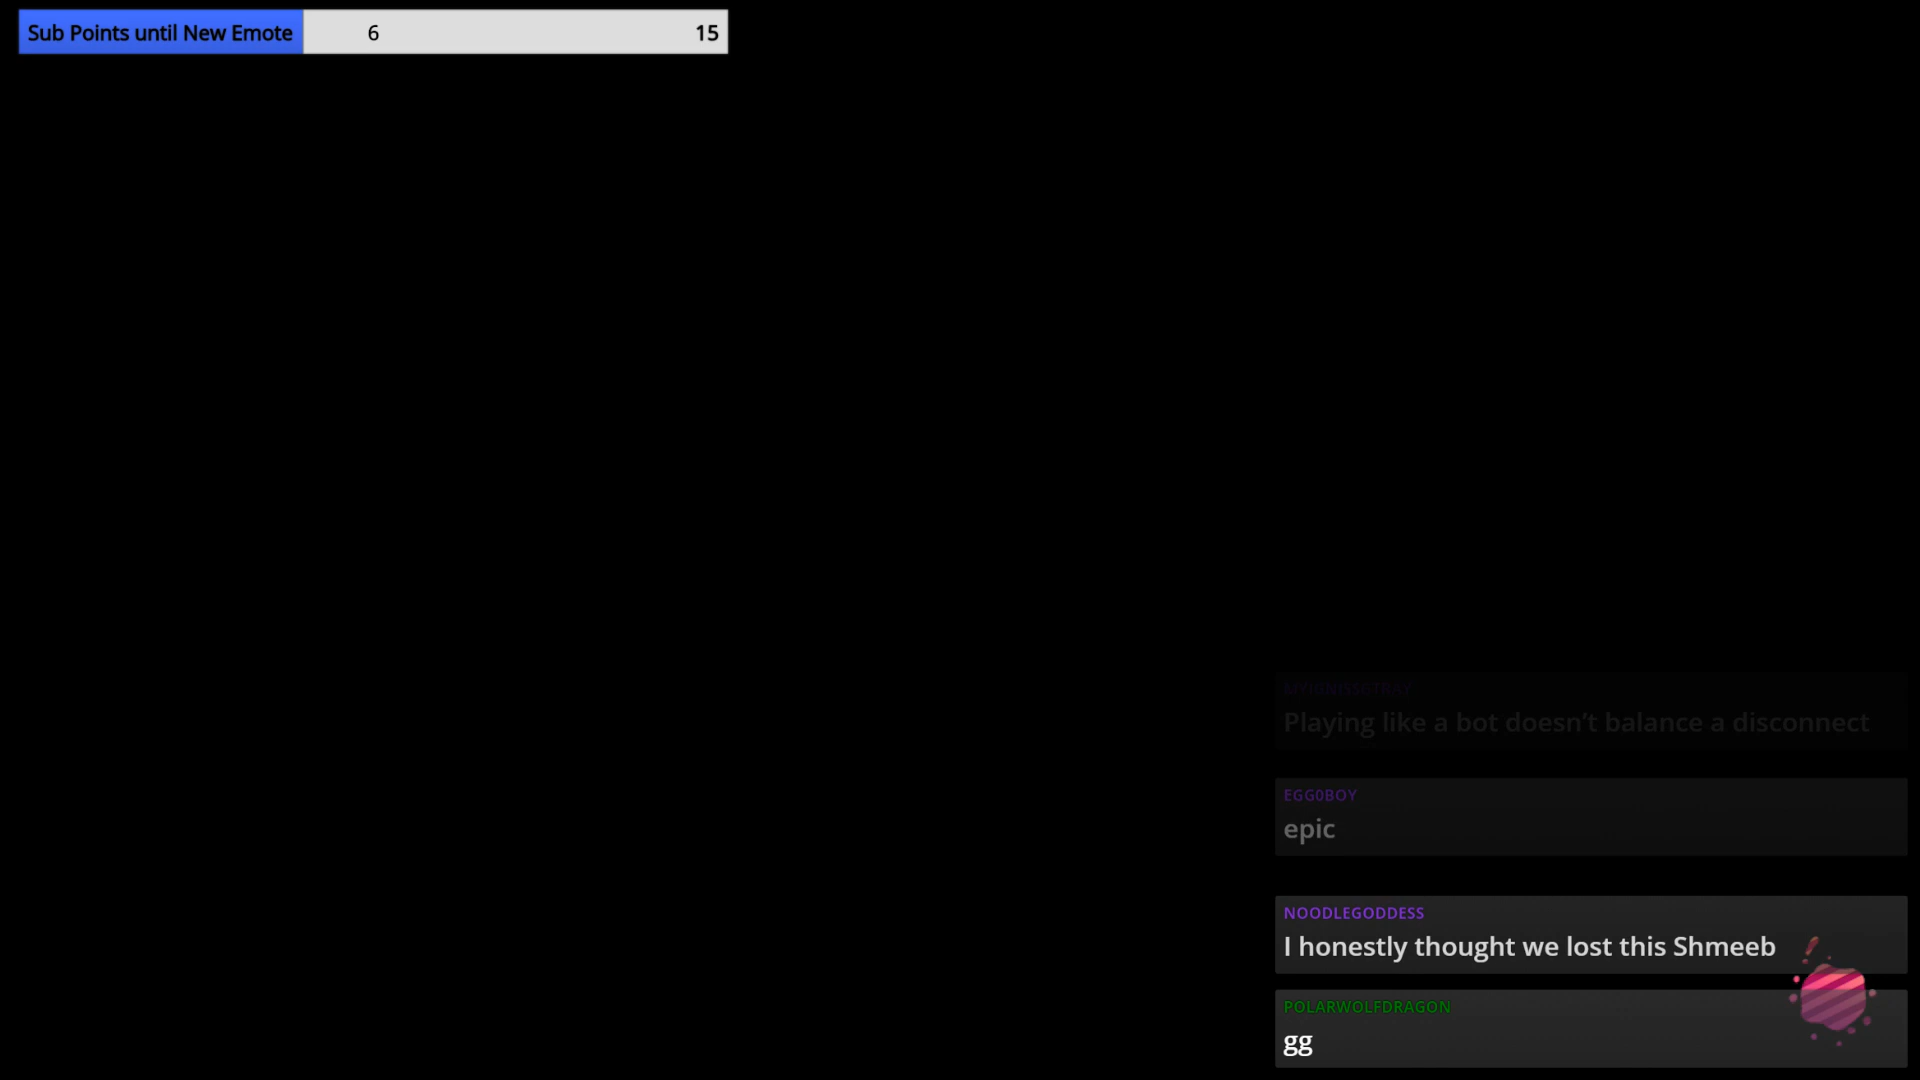 Sub Points until New Emote 6 15
Playing like a bot doesn't balance a disconnect
EGG0BOY
epic
NOODLEGODDESS
I honestly thought we lost this Shmeeb
POLARWOLFDRAGON
gg